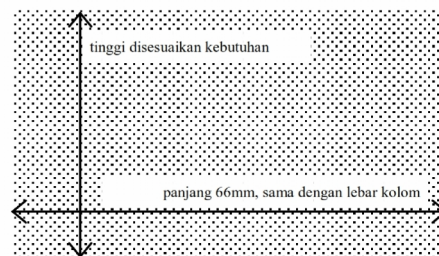 tinggi disesuaikan kebutuhan
panjang 66mm, sama dengan lebar kolom